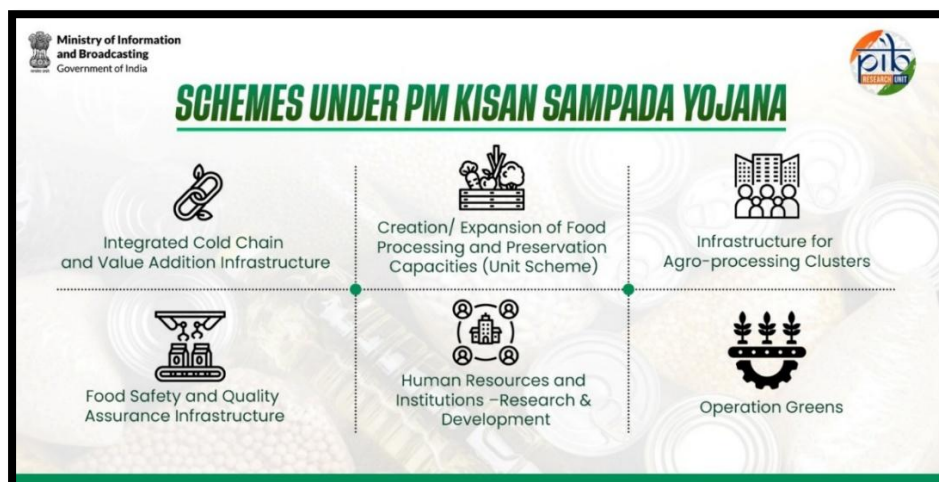 Ministry of Information
and Broadcasting
Government of India
pib
RESEARCH UNIT
SCHEMES UNDER PM KISAN SAMPADA YOJANA
Integrated Cold Chain
and Value Addition Infrastructure
Creation/ Expansion of Food
Processing and Preservation
Capacities (Unit Scheme)
Infrastructure for
Agro-processing Clusters
Food Safety and Quality
Assurance Infrastructure
Human Resources and
Institutions –Research &
Development
Operation Greens